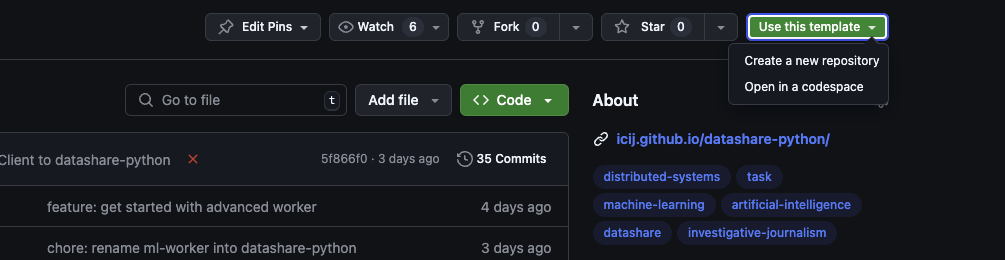 Edit Pins Watch 6 Fork 0 Star 0 Use this template
Create a new repository
Open in a codespace
Go to file t Add file Code About
icij.github.io/datashare-python/
Client to datashare-python 5f866f0 · 3 days ago 35 Commits
distributed-systems task
machine-learning artificial-intelligence
feature: get started with advanced worker 4 days ago
datashare investigative-journalism
chore: rename ml-worker into datashare-python 3 days ago